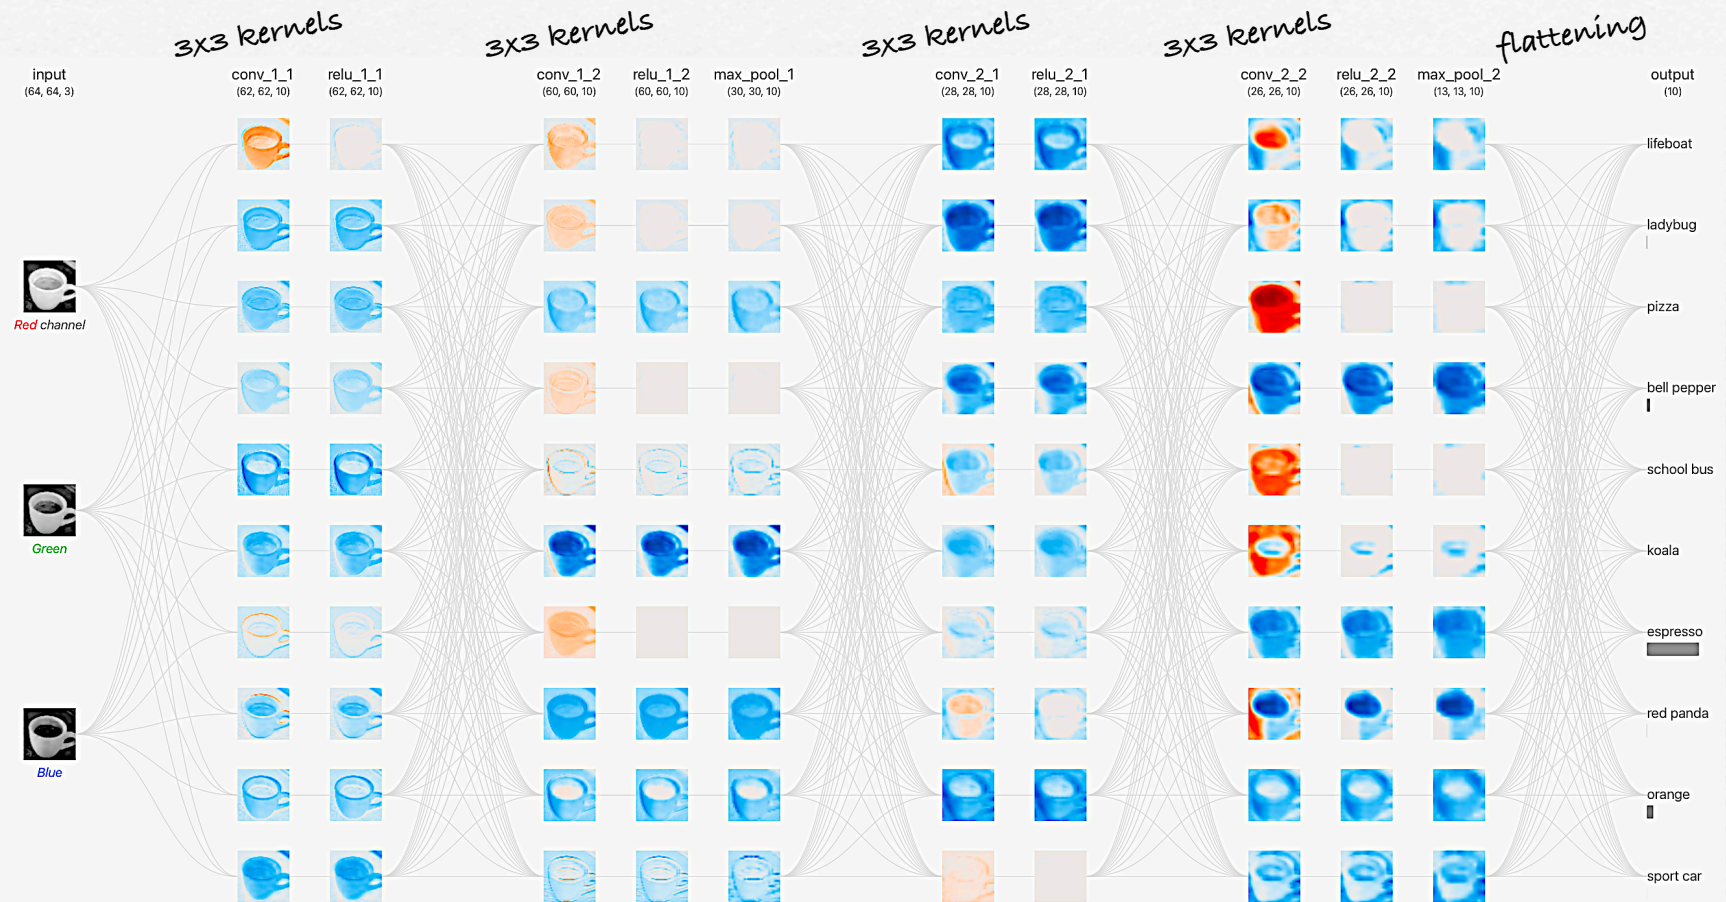 3x3 kernels
3x3 kernels
3x3 kernels
3x3 kernels
flattening
input
(64, 64, 3)
conv_1_1
(62, 62, 10)
relu_1_1
(62, 62, 10)
conv_1_2
(60, 60, 10)
relu_1_2
(60, 60, 10)
max_pool_1
(30, 30, 10)
conv_2_1
(28, 28, 10)
relu_2_1
(28, 28, 10)
conv_2_2
(26, 26, 10)
relu_2_2
(26, 26, 10)
max_pool_2
(13, 13, 10)
output
(10)
Red channel
Green
Blue
lifeboat
ladybug
pizza
bell pepper
school bus
koala
espresso
red panda
orange
sport car